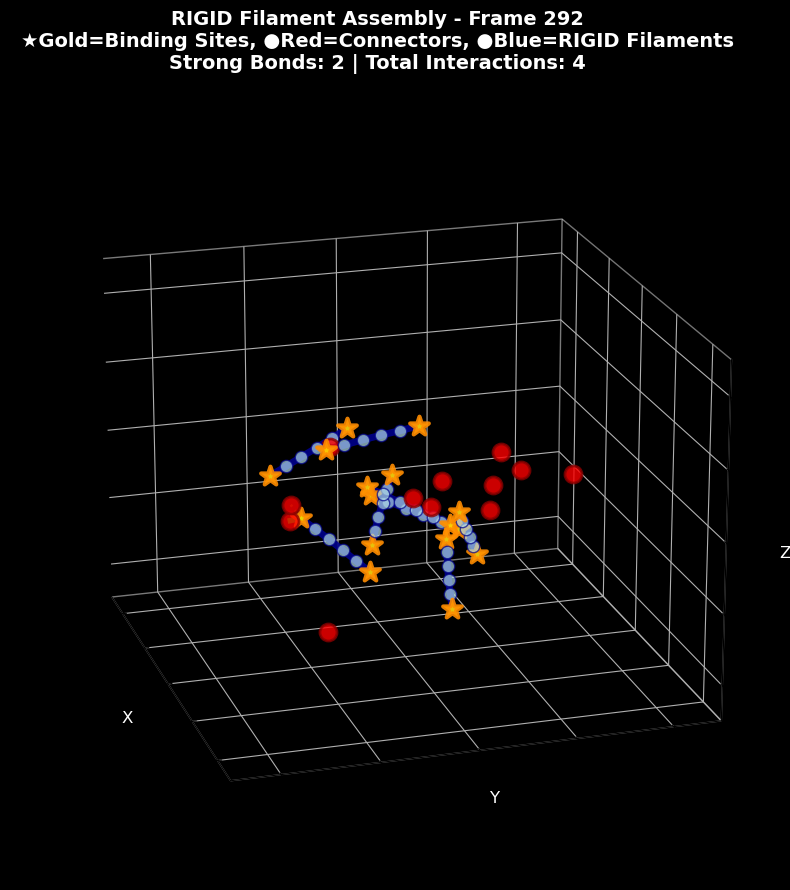 RIGID Filament Assembly - Frame 292
★Gold=Binding Sites, ●Red=Connectors, ●Blue=RIGID Filaments
Strong Bonds: 2 | Total Interactions: 4
Z
X
Y